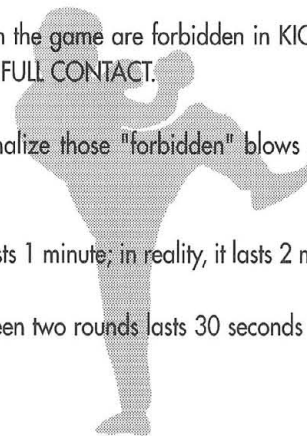 n the game are forbidden in KIC
FULL CONTACT.
nalize those "forbidden" blows
sts 1 minute; in reality, it lasts 2 m
een two rounds lasts 30 seconds